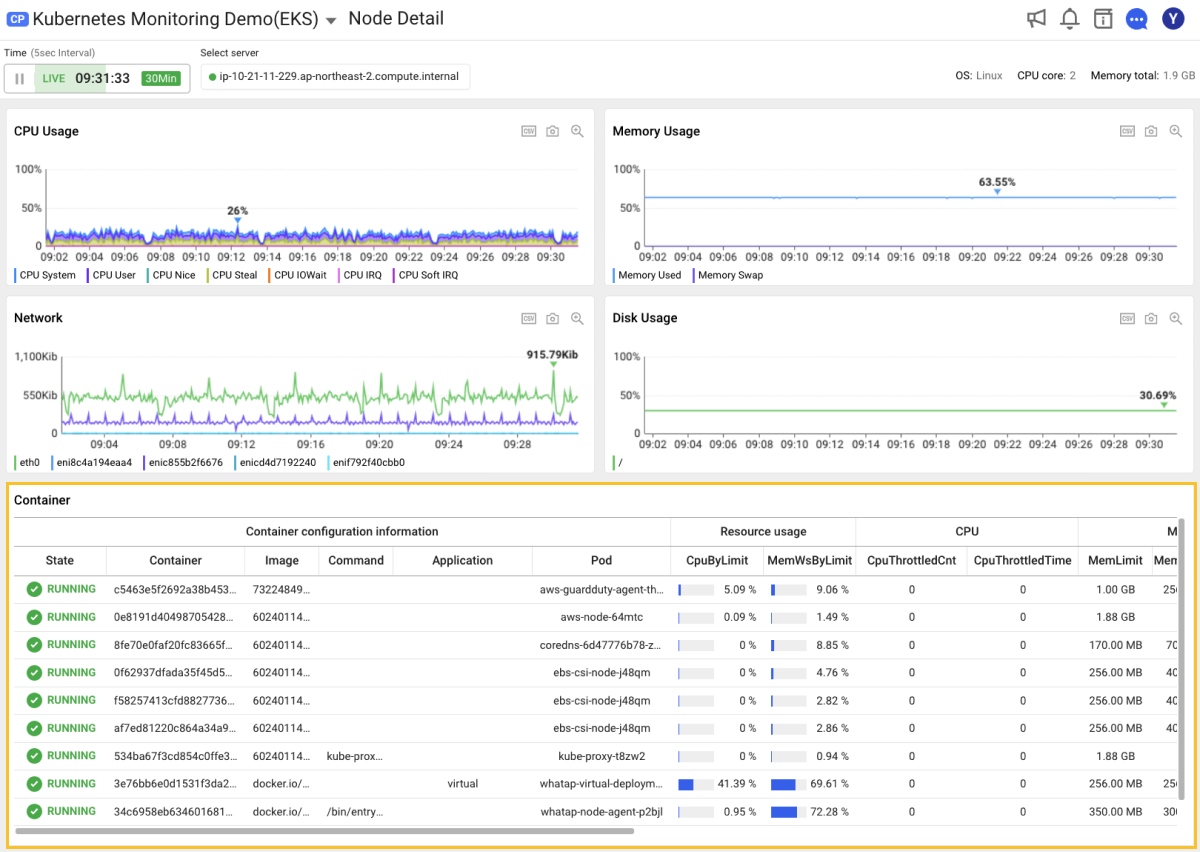 CP Kubernetes Monitoring Demo(EKS) Node Detail
Y
Time (5sec Interval)
Select server
LIVE 09:31:33 30Min
ip-10-21-11-229.ap-northeast-2.compute.internal
OS: Linux CPU core: 2 Memory total: 1.9 GB
CPU Usage
CSV
100%
50%
0
26%
09:02 09:04 09:06 09:08 09:10 09:12 09:14 09:16 09:18 09:20 09:22 09:24 09:26 09:28 09:30
CPU System CPU User CPU Nice CPU Steal CPU IOWait CPU IRQ CPU Soft IRQ
Memory Usage
CSV
100%
50%
0
63.55%
09:02 09:04 09:06 09:08 09:10 09:12 09:14 09:16 09:18 09:20 09:22 09:24 09:26 09:28 09:30
Memory Used Memory Swap
Network
CSV
1,100Kib
550Kib
0
915.79Kib
09:04 09:08 09:12 09:16 09:20 09:24 09:28
eth0 eni8c4a194eaa4 enic855b2f6676 enicd4d7192240 enif792f40cbb0
Disk Usage
CSV
100%
50%
0
30.69%
09:02 09:04 09:06 09:08 09:10 09:12 09:14 09:16 09:18 09:20 09:22 09:24 09:26 09:28 09:30
/
Container
Container configuration information Resource usage CPU M
State Container Image Command Application Pod CpuByLimit MemWsByLimit CpuThrottledCnt CpuThrottledTime MemLimit Mem
RUNNING c5463e5f2692a38b453... 73224849... aws-guardduty-agent-th... 5.09 % 9.06 % 0 0 1.00 GB 25
RUNNING 0e8191d40498705428... 60240114... aws-node-64mtc 0.09 % 1.49 % 0 0 1.88 GB
RUNNING 8fe70e0faf20fc83665f... 60240114... coredns-6d47776b78-z... 0 % 8.85 % 0 0 170.00 MB 70
RUNNING 0f62937dfada35f45d5... 60240114... ebs-csi-node-j48qm 0 % 4.76 % 0 0 256.00 MB 40
RUNNING f58257413cfd8827736... 60240114... ebs-csi-node-j48qm 0 % 2.82 % 0 0 256.00 MB 40
RUNNING af7ed81220c864a34a9... 60240114... ebs-csi-node-j48qm 0 % 2.86 % 0 0 256.00 MB 40
RUNNING 534ba67f3cd854c0ffe3... 60240114... kube-prox... kube-proxy-t8zw2 0 % 0.94 % 0 0 1.88 GB
RUNNING 3e76bb6e0d1531f3da2... docker.io/... virtual whatap-virtual-deploym... 41.39 % 69.61 % 0 0 256.00 MB 25
RUNNING 34c6958eb634601681... docker.io/... /bin/entry... whatap-node-agent-p2bjl 0.95 % 72.28 % 0 0 350.00 MB 30